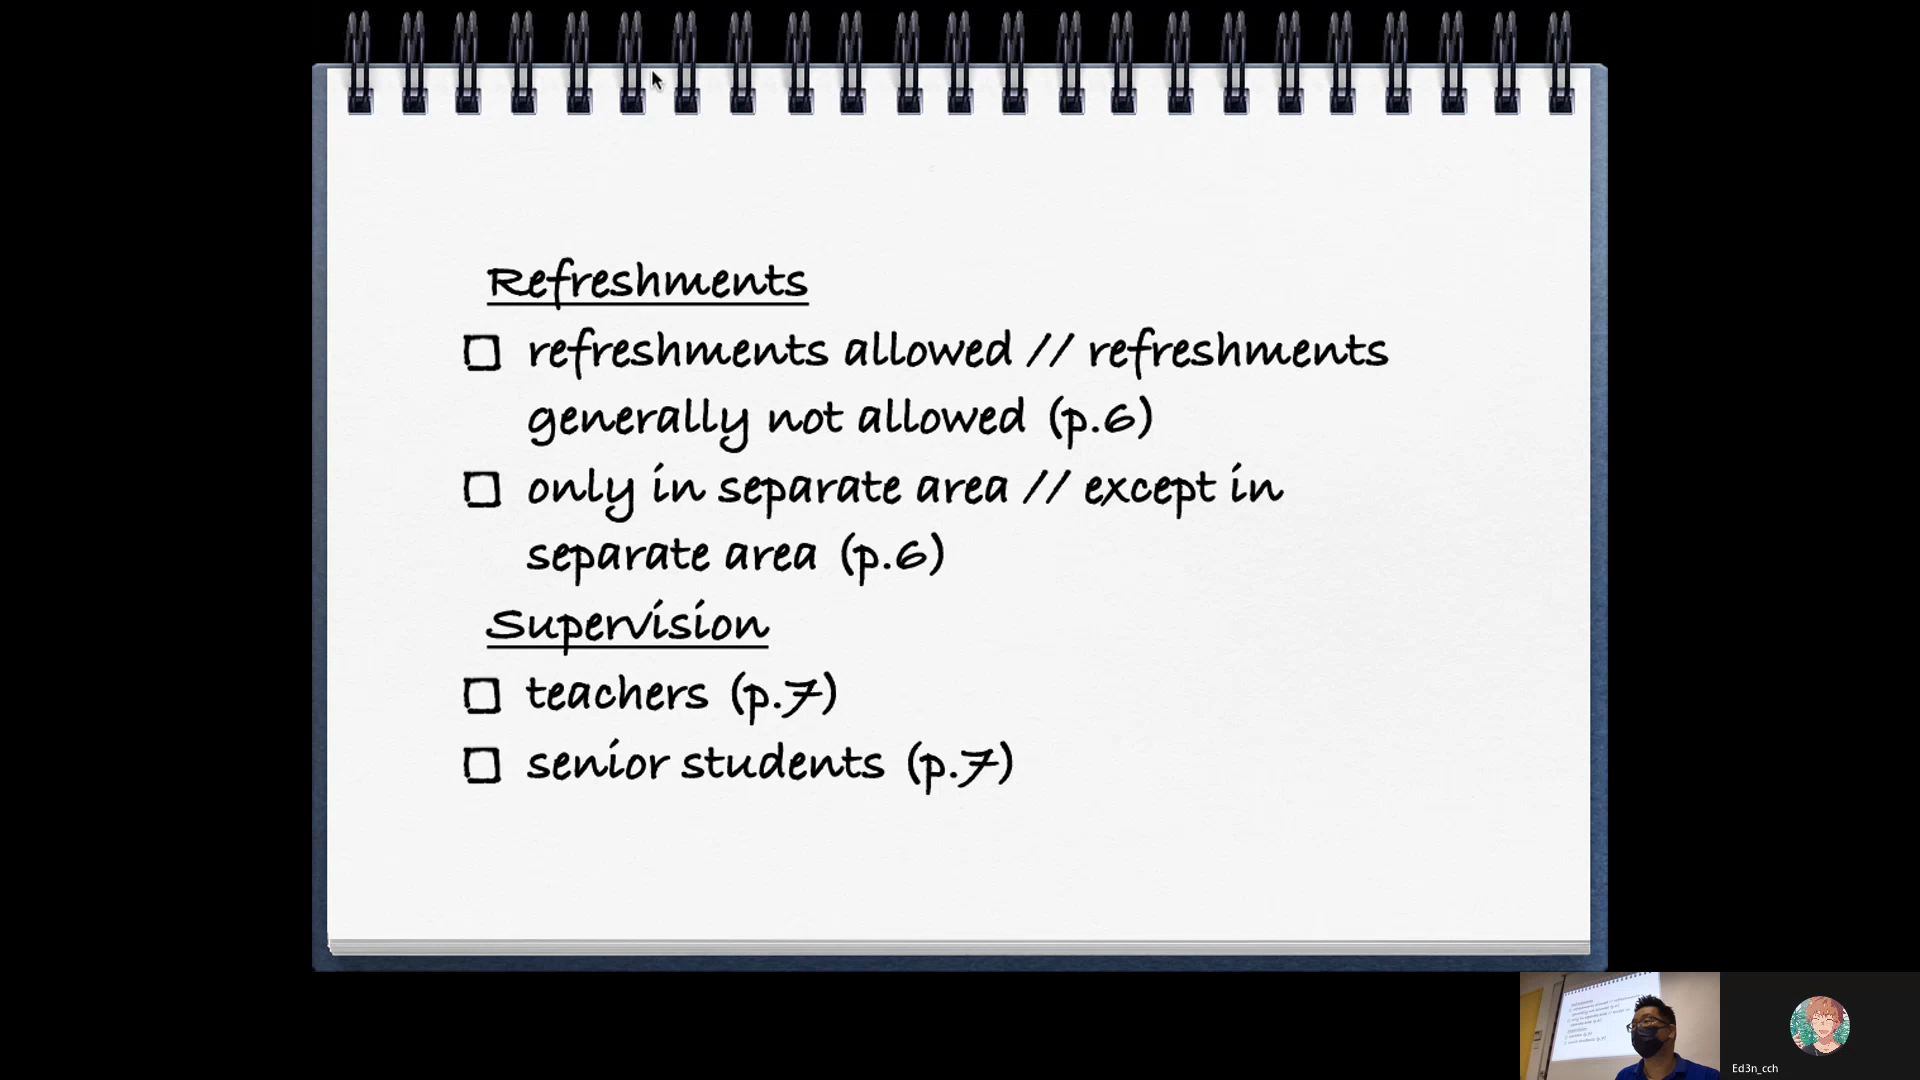 Refreshments
refreshments allowed // refreshments
generally not allowed (p.6)
only in separate area // except in
separate area (p.6)
Supervision
teachers (p.7)
senior students (p.7)
Ed3n_cch